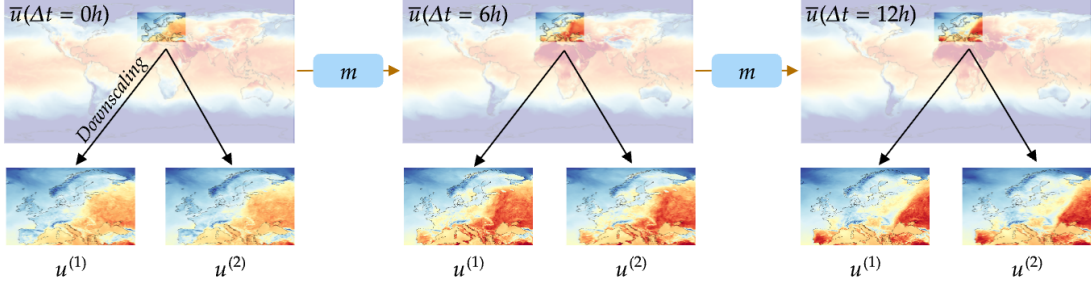 ū(Δt = 0h)
m
ū(Δt = 6h)
m
ū(Δt = 12h)
Downscaling
u⁽¹⁾
u⁽²⁾
u⁽¹⁾
u⁽²⁾
u⁽¹⁾
u⁽²⁾